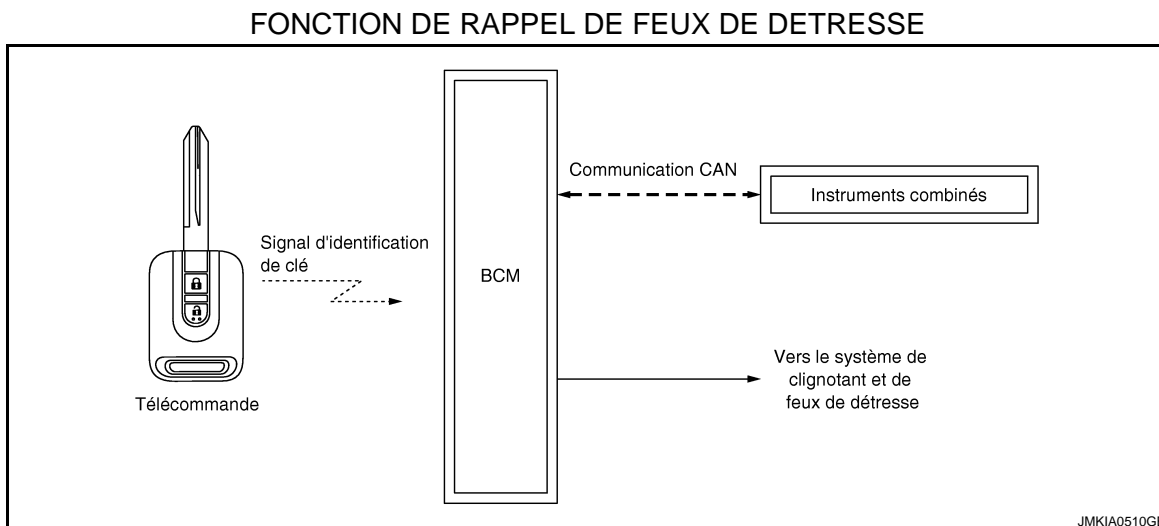 FONCTION DE RAPPEL DE FEUX DE DETRESSE
Communication CAN
Instruments combinés
Signal d'identification
de clé
BCM
Vers le système de
clignotant et de
feux de détresse
Télécommande